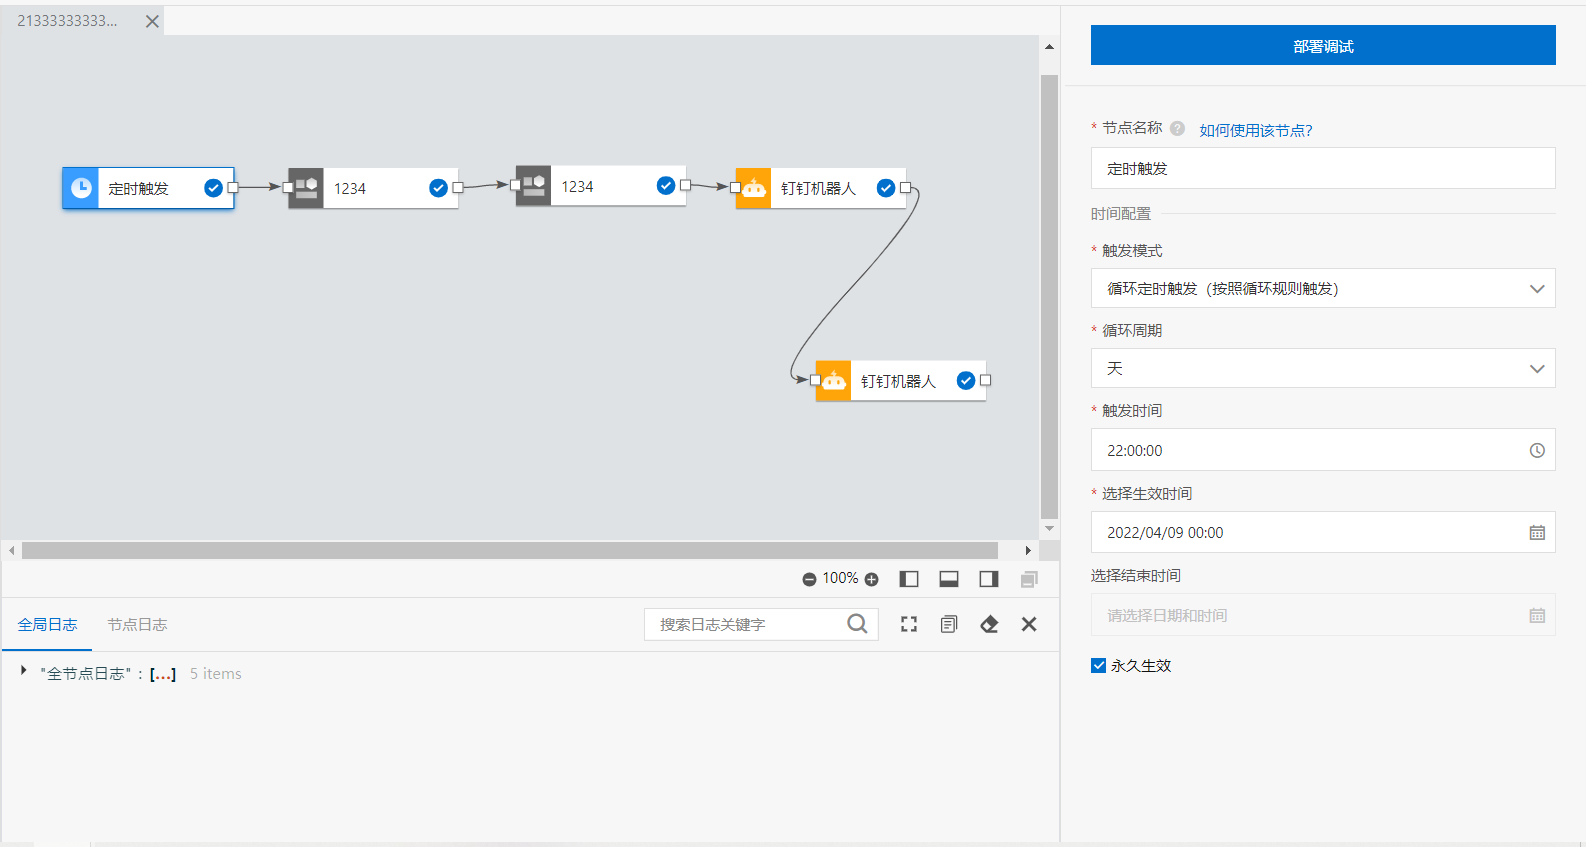 21333333333...
部署调试
* 节点名称 ? 如何使用该节点?
定时触发
时间配置
* 触发模式
循环定时触发（按照循环规则触发）
* 循环周期
天
* 触发时间
22:00:00
* 选择生效时间
2022/04/09 00:00
选择结束时间
请选择日期和时间
永久生效
定时触发
1234
1234
钉钉机器人
钉钉机器人
100%
全局日志
节点日志
搜索日志关键字
"全节点日志" : [...] 5 items